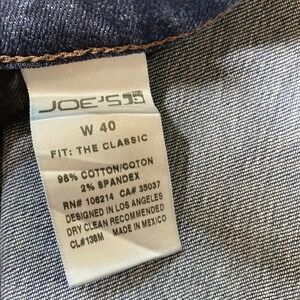 JOE'S
W 40
FIT: THE CLASSIC
98% COTTON/COTON
2% SPANDEX
RN# 106214 CA# 35037
DESIGNED IN LOS ANGELES
DRY CLEAN RECOMMENDED
CL#138M MADE IN MEXICO